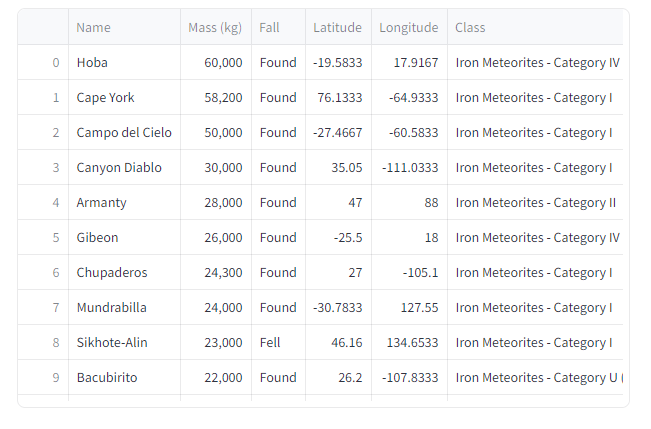 Name Mass (kg) Fall Latitude Longitude Class
0 Hoba 60,000 Found -19.5833 17.9167 Iron Meteorites - Category IV
1 Cape York 58,200 Found 76.1333 -64.9333 Iron Meteorites - Category I
2 Campo del Cielo 50,000 Found -27.4667 -60.5833 Iron Meteorites - Category I
3 Canyon Diablo 30,000 Found 35.05 -111.0333 Iron Meteorites - Category I
4 Armanty 28,000 Found 47 88 Iron Meteorites - Category II
5 Gibeon 26,000 Found -25.5 18 Iron Meteorites - Category IV
6 Chupaderos 24,300 Found 27 -105.1 Iron Meteorites - Category I
7 Mundrabilla 24,000 Found -30.7833 127.55 Iron Meteorites - Category I
8 Sikhote-Alin 23,000 Fell 46.16 134.6533 Iron Meteorites - Category I
9 Bacubirito 22,000 Found 26.2 -107.8333 Iron Meteorites - Category U (